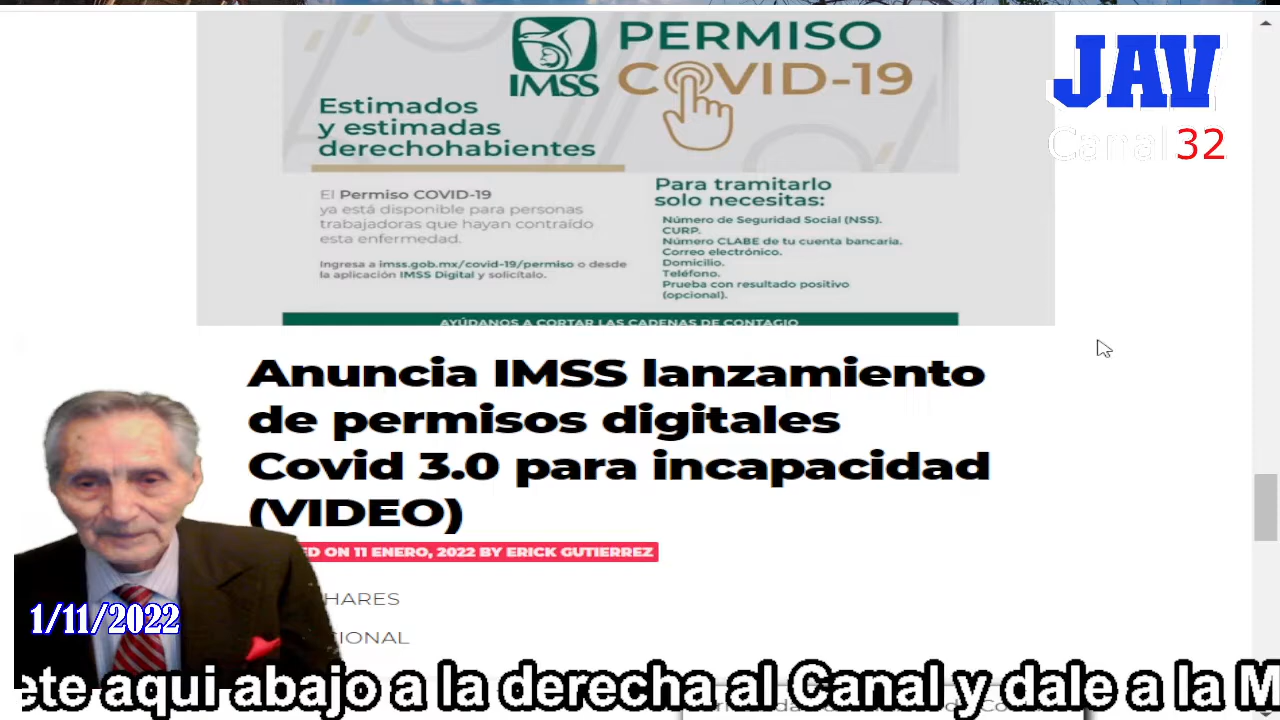 IMSS
PERMISO
COVID-19
JAV
Canal 32
Estimados
y estimadas
derechohabientes
El Permiso COVID-19
ya está disponible para personas
trabajadoras que hayan contraído
esta enfermedad.
Ingresa a imss.gob.mx/covid-19/permiso o desde
la aplicación IMSS Digital y solicítalo.
Para tramitarlo
solo necesitas:
Número de Seguridad Social (NSS).
CURP.
Número CLABE de tu cuenta bancaria.
Correo electrónico.
Domicilio.
Teléfono.
Prueba con resultado positivo
(opcional).
AYÚDANOS A CORTAR LAS CADENAS DE CONTAGIO
Anuncia IMSS lanzamiento
de permisos digitales
Covid 3.0 para incapacidad
(VIDEO)
ED ON 11 ENERO, 2022 BY ERICK GUTIERREZ
HARES
1/11/2022
IONAL
ete aqui abajo a la derecha al Canal y dale a la M